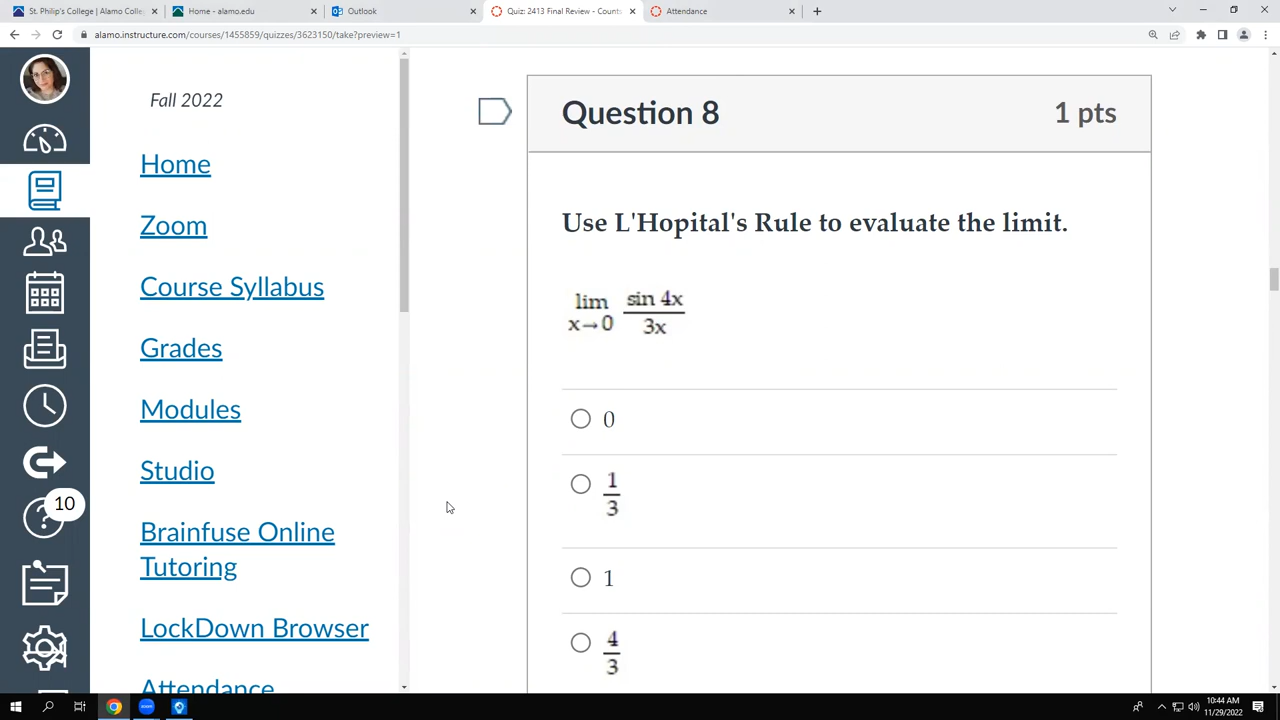 St. Philip's College | Alamo Colle
Home - alamo.edu
Outlook
Quiz: 2413 Final Review - Count
Attendance
alamo.instructure.com/courses/1455859/quizzes/3623150/take?preview=1
Fall 2022
Home
Zoom
Course Syllabus
Grades
Modules
Studio
Brainfuse Online
Tutoring
LockDown Browser
Attendance
10
Question 8
1 pts
Use L'Hopital's Rule to evaluate the limit.
lim sin 4x
x→0 3x
0
1
3
1
4
3
zoom
10:44 AM
11/29/2022